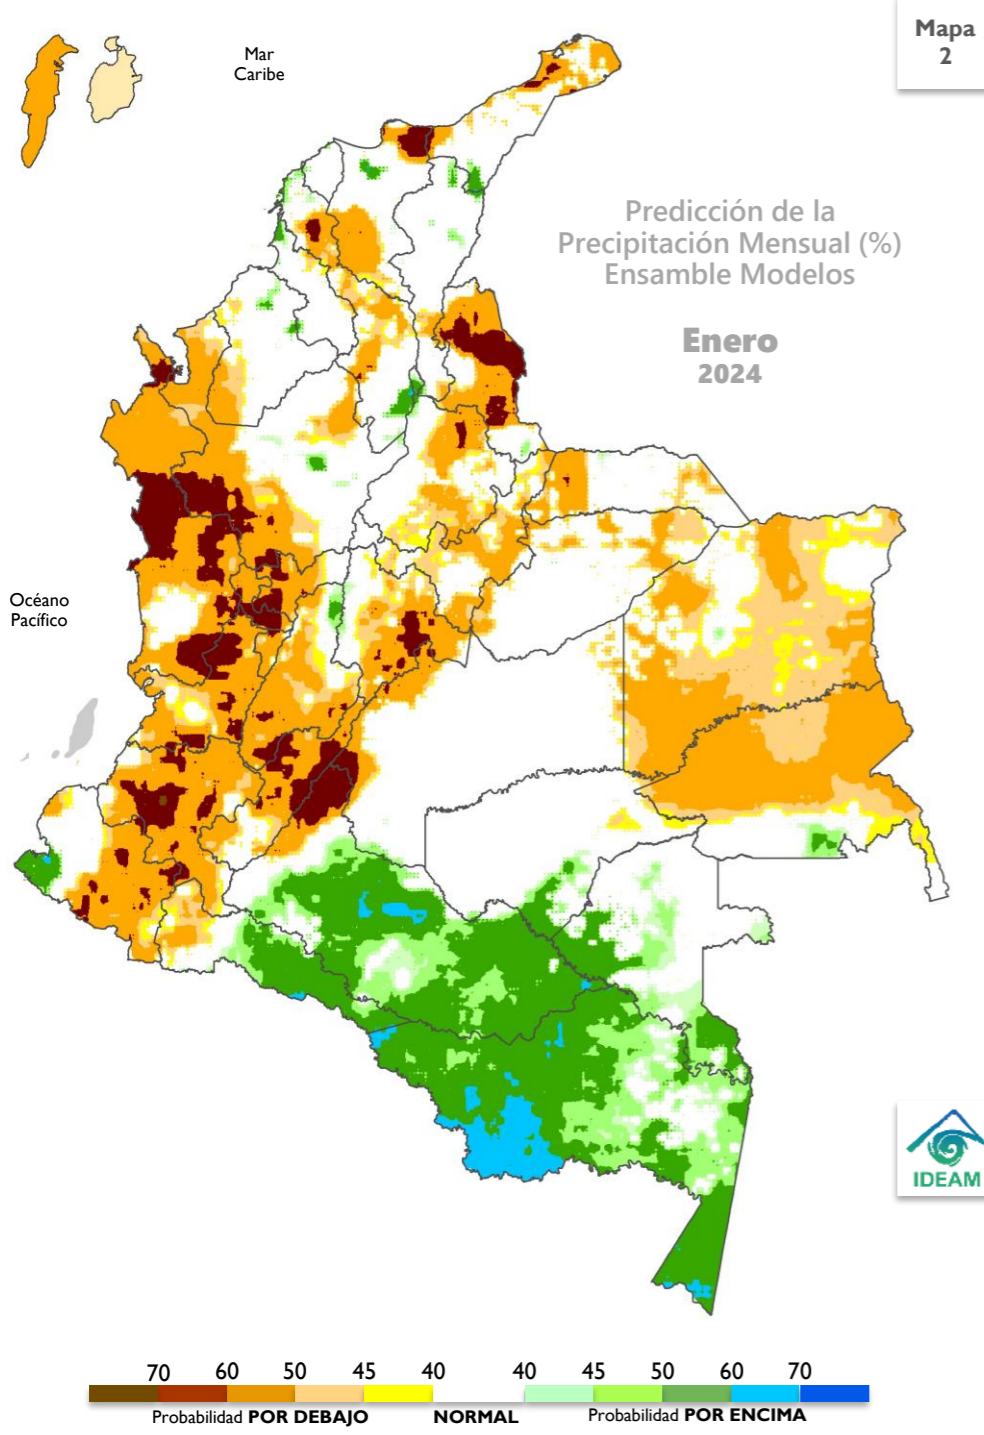 Mapa
2
Mar
Caribe
Predicción de la
Precipitación Mensual (%)
Ensamble Modelos
Enero
2024
Océano
Pacífico
IDEAM
70 60 50 45 40 40 45 50 60 70
Probabilidad POR DEBAJO NORMAL Probabilidad POR ENCIMA